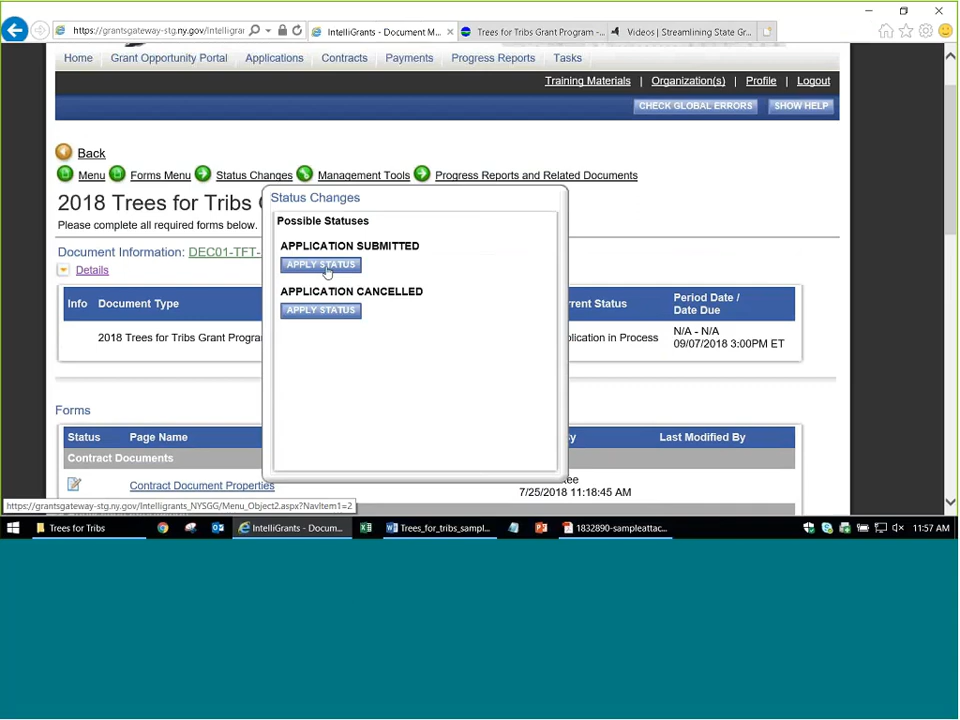 https://grantsgateway-stg.ny.gov/Intelligrar
IntelliGrants - Document M...
Trees for Tribs Grant Program -...
Videos | Streamlining State Gr...
Home
Grant Opportunity Portal
Applications
Contracts
Payments
Progress Reports
Tasks
Training Materials | Organization(s) | Profile | Logout
CHECK GLOBAL ERRORS
SHOW HELP
Back
Menu
Forms Menu
Status Changes
Management Tools
Progress Reports and Related Documents
2018 Trees for Tribs
Please complete all required forms below.
Document Information: DEC01-TFT-
Details
Info
Document Type
rent Status
Period Date /
Date Due
2018 Trees for Tribs Grant Progra
lication in Process
N/A - N/A
09/07/2018 3:00PM ET
Status Changes
Possible Statuses
APPLICATION SUBMITTED
APPLY STATUS
APPLICATION CANCELLED
APPLY STATUS
Forms
Status
Page Name
y
Last Modified By
Contract Documents
Contract Document Properties
ee
7/25/2018 11:18:45 AM
https://grantsgateway-stg.ny.gov/Intelligrants_NYSGG/Menu_Object2.aspx?NavItem1=2
Trees for Tribs
IntelliGrants - Docum...
Trees_for_tribs_sampl...
1832890-sampleattac...
11:57 AM